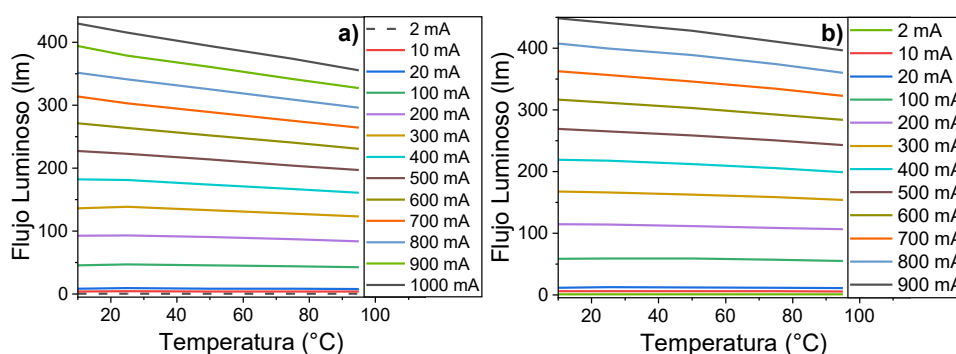 a)
Flujo Luminoso (lm)
400
300
200
100
0
20 40 60 80 100
Temperatura (°C)
2 mA
10 mA
20 mA
100 mA
200 mA
300 mA
400 mA
500 mA
600 mA
700 mA
800 mA
900 mA
1000 mA
b)
Flujo Luminoso (lm)
400
300
200
100
0
20 40 60 80 100
Temperatura (°C)
2 mA
10 mA
20 mA
100 mA
200 mA
300 mA
400 mA
500 mA
600 mA
700 mA
800 mA
900 mA